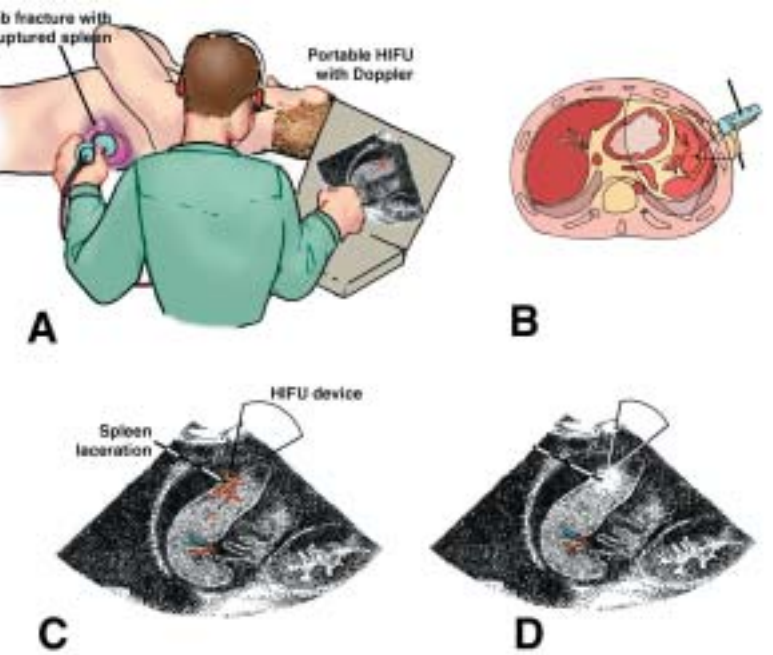 b fracture with
uptured spleen
Portable HIFU
with Doppler
A
B
HIFU device
Spleen
laceration
C
D